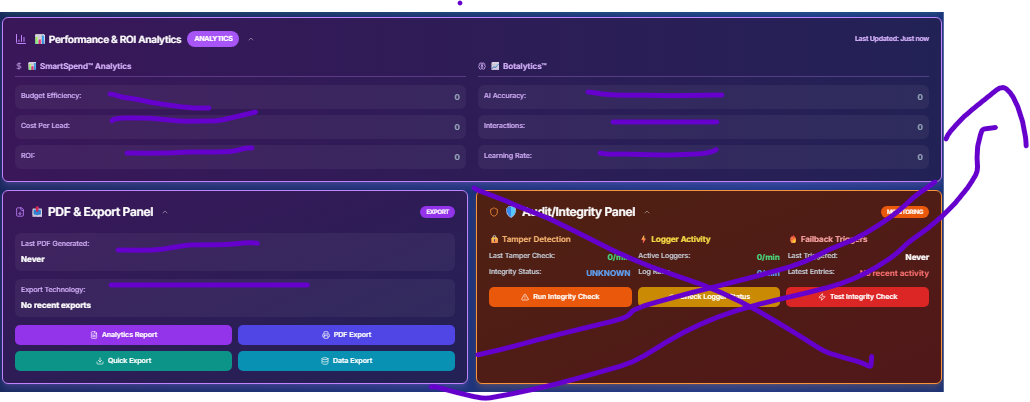 Performance & ROI Analytics ANALYTICS Last Updated: Just now
$ SmartSpend™ Analytics
Budget Efficiency: 0
Cost Per Lead: 0
ROI: 0
Botalytics™
AI Accuracy: 0
Interactions: 0
Learning Rate: 0
PDF & Export Panel EXPORT
Last PDF Generated:
Never
Export Technology:
No recent exports
Analytics Report PDF Export
Quick Export Data Export
Audit/Integrity Panel MONITORING
Tamper Detection
Last Tamper Check: 0/min
Integrity Status: UNKNOWN
Run Integrity Check
Logger Activity
Active Loggers: 0/min
Log Rate: 0/min
Check Logger Status
Failback Triggers
Last Triggered: Never
Latest Entries: No recent activity
Test Integrity Check